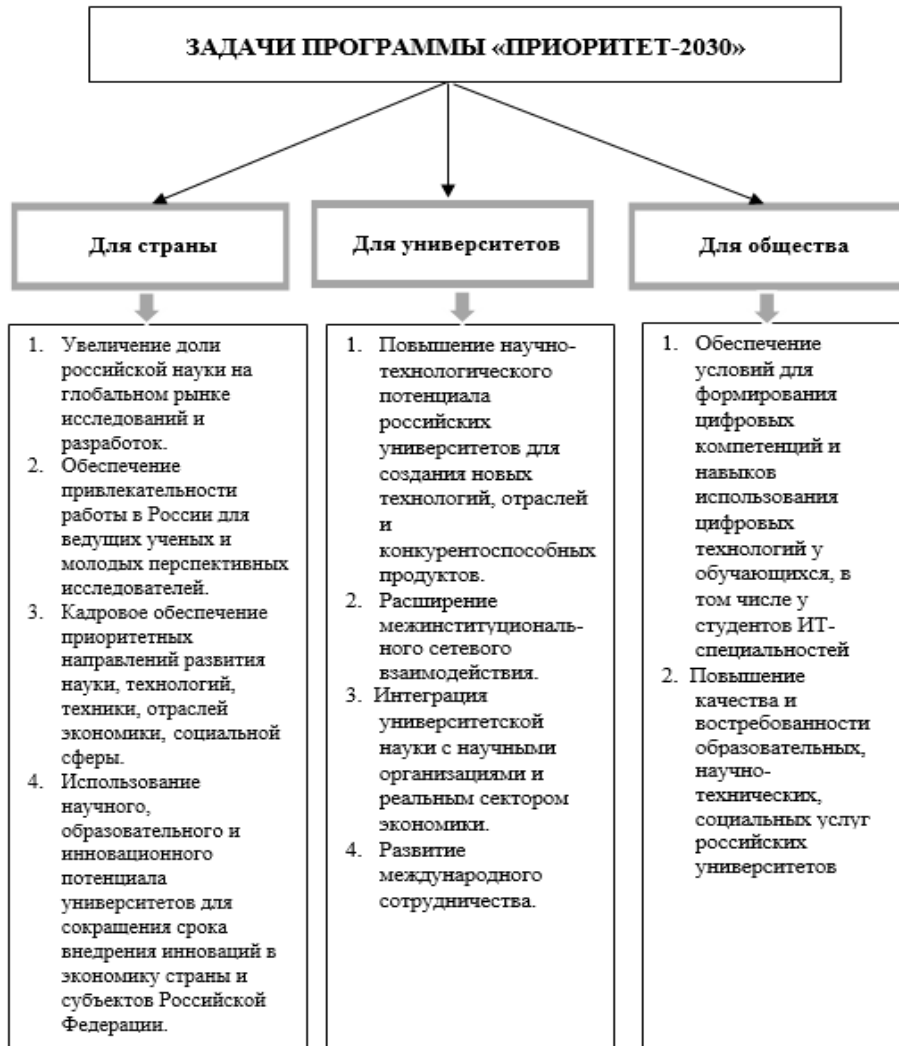 ЗАДАЧИ ПРОГРАММЫ «ПРИОРИТЕТ-2030»
Для страны
1. Увеличение доли
российской науки на
глобальном рынке
исследований и
разработок.
2. Обеспечение
привлекательности
работы в России для
ведущих ученых и
молодых перспективных
исследователей.
3. Кадровое обеспечение
приоритетных
направлений развития
науки, технологий,
техники, отраслей
экономики, социальной
сферы.
4. Использование
научного,
образовательного и
инновационного
потенциала
университетов для
сокращения срока
внедрения инноваций в
экономику страны и
субъектов Российской
Федерации.
Для университетов
1. Повышение научно-
технологического
потенциала
российских
университетов для
создания новых
технологий, отраслей
и
конкурентоспособных
продуктов.
2. Расширение
межинституциональ-
ного сетевого
взаимодействия.
3. Интеграция
университетской
науки с научными
организациями и
реальным сектором
экономики.
4. Развитие
международного
сотрудничества.
Для общества
1. Обеспечение
условий для
формирования
цифровых
компетенций и
навыков
использования
цифровых
технологий у
обучающихся, в
том числе у
студентов ИТ-
специальностей
2. Повышение
качества и
востребованности
образовательных,
научно-
технических,
социальных услуг
российских
университетов